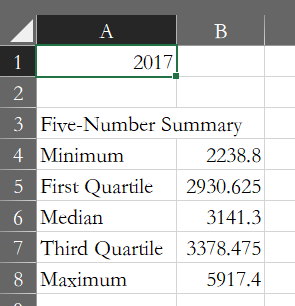 A B
1 2017
2
3 Five-Number Summary
4 Minimum 2238.8
5 First Quartile 2930.625
6 Median 3141.3
7 Third Quartile 3378.475
8 Maximum 5917.4